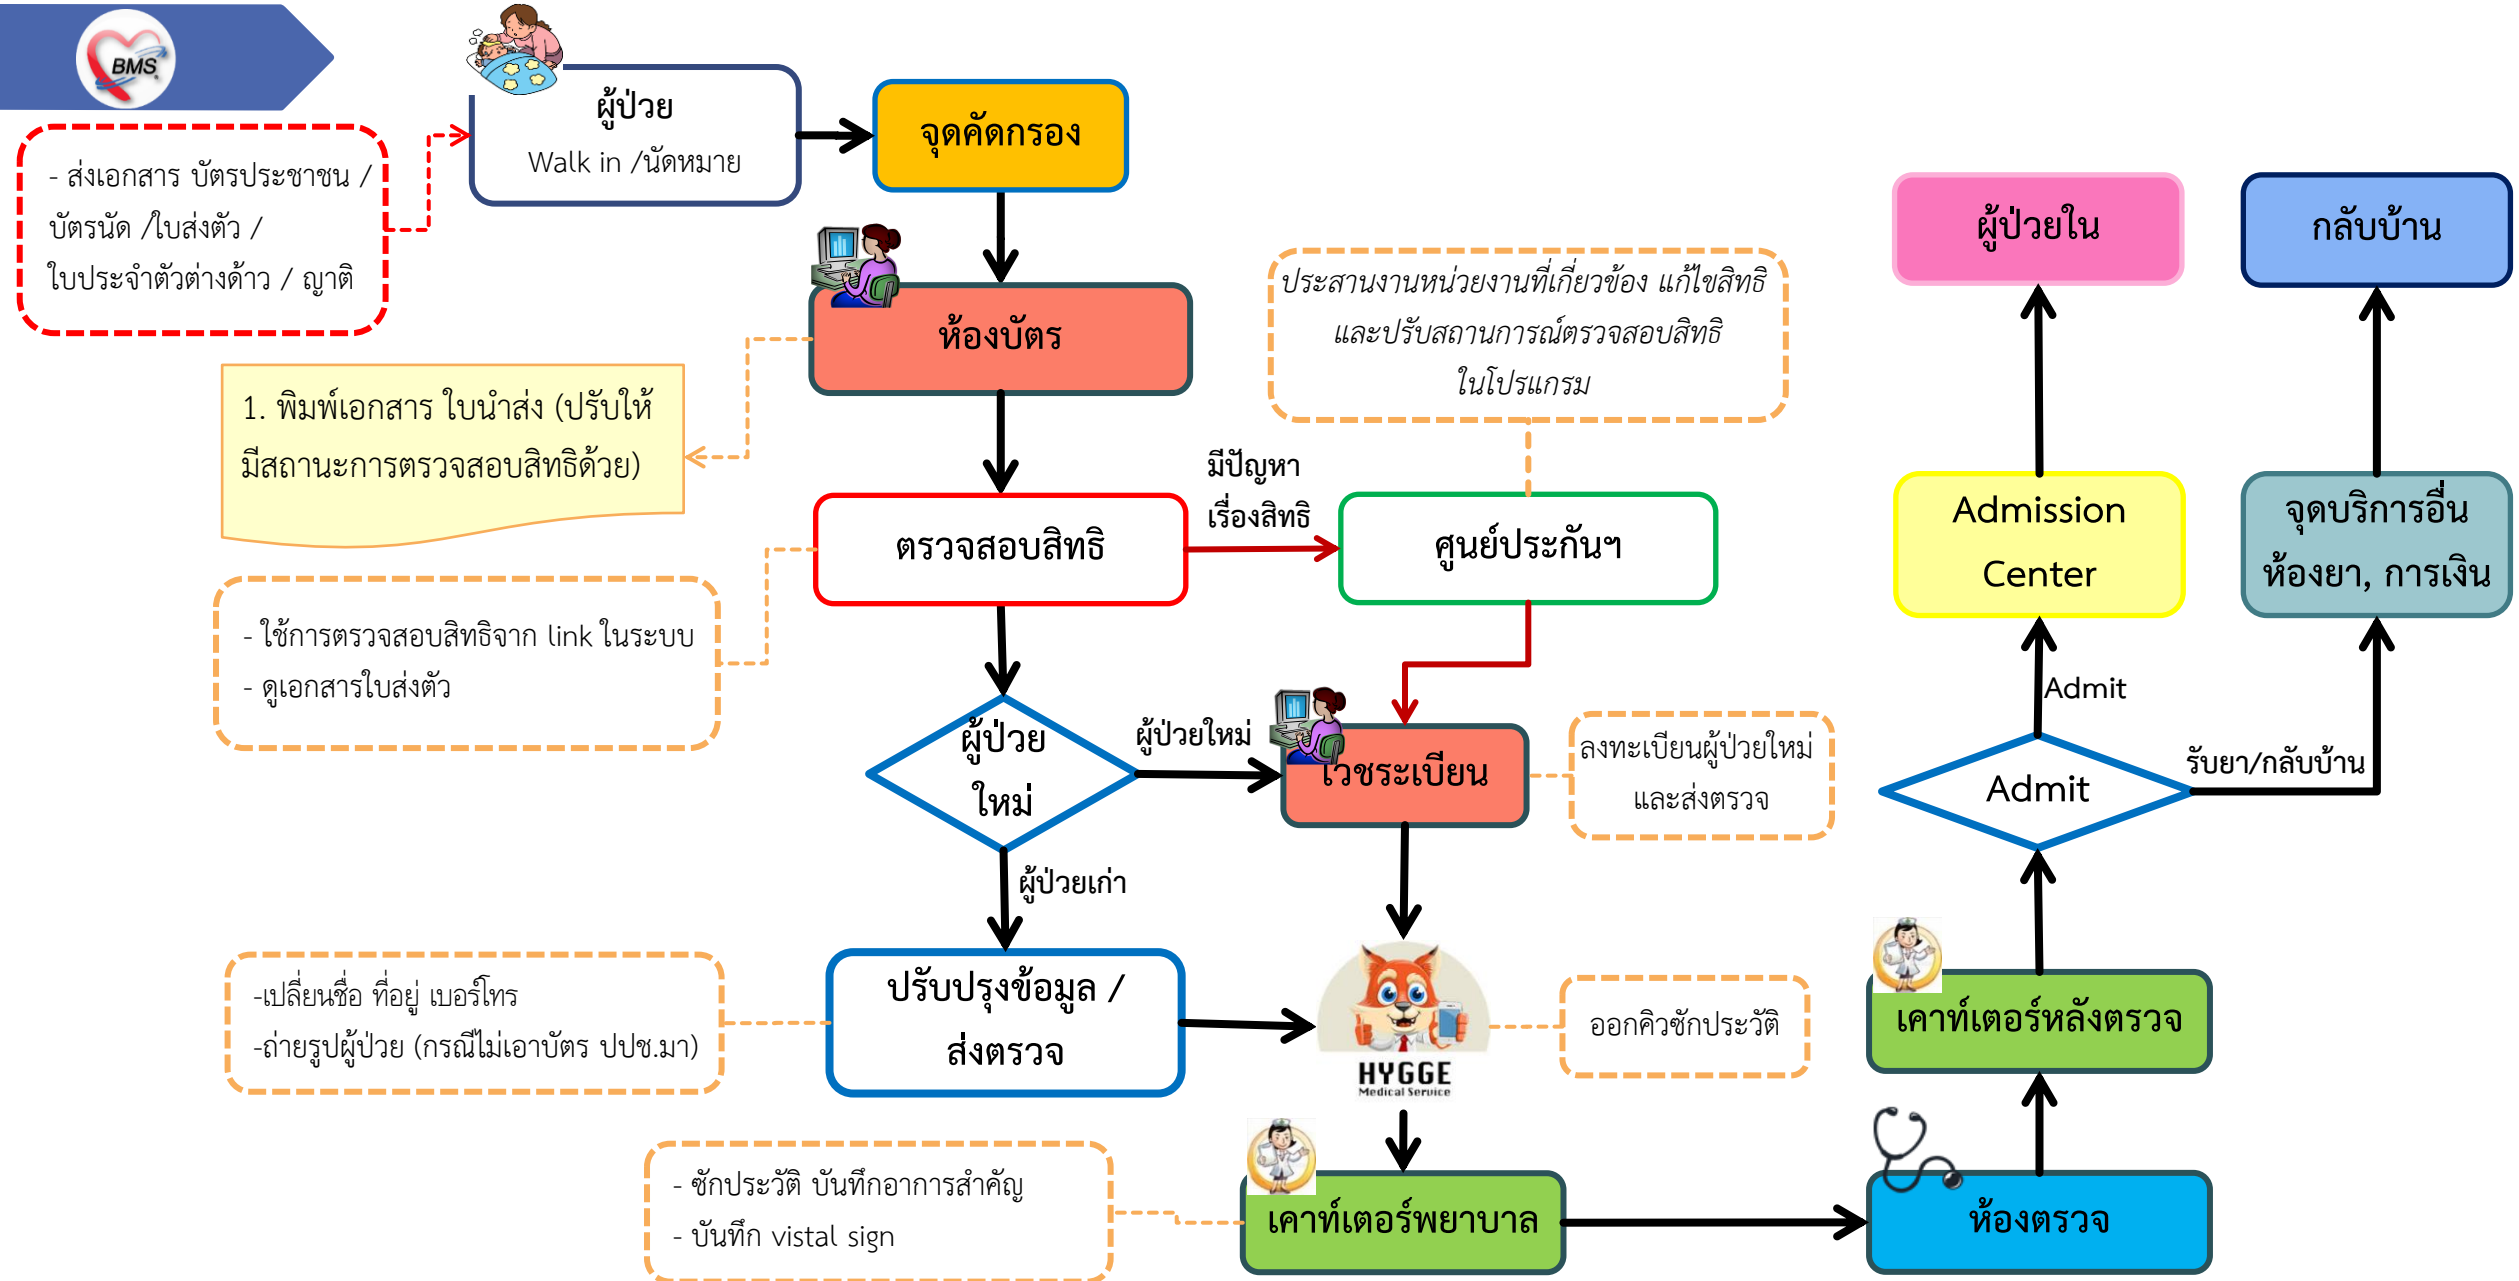 BMS
ผู้ป่วย
Walk in /นัดหมาย
จุดคัดกรอง
- ส่งเอกสาร บัตรประชาชน /
บัตรนัด /ใบส่งตัว /
ใบประจำตัวต่างด้าว / ญาติ
ห้องบัตร
1. พิมพ์เอกสาร ใบนำส่ง (ปรับให้
มีสถานะการตรวจสอบสิทธิด้วย)
ประสานงานหน่วยงานที่เกี่ยวข้อง แก้ไขสิทธิ
และปรับสถานการณ์ตรวจสอบสิทธิ
ในโปรแกรม
ผู้ป่วยใน
กลับบ้าน
ตรวจสอบสิทธิ
มีปัญหา
เรื่องสิทธิ
ศูนย์ประกันฯ
Admission
Center
จุดบริการอื่น
ห้องยา, การเงิน
- ใช้การตรวจสอบสิทธิจาก link ในระบบ
- ดูเอกสารใบส่งตัว
ผู้ป่วย
ใหม่
ผู้ป่วยใหม่
เวชระเบียน
ลงทะเบียนผู้ป่วยใหม่
และส่งตรวจ
Admit
Admit
รับยา/กลับบ้าน
ผู้ป่วยเก่า
-เปลี่ยนชื่อ ที่อยู่ เบอร์โทร
-ถ่ายรูปผู้ป่วย (กรณีไม่เอาบัตร ปปช.มา)
ปรับปรุงข้อมูล /
ส่งตรวจ
HYGGE
Medical Service
ออกคิวซักประวัติ
เคาท์เตอร์หลังตรวจ
- ซักประวัติ บันทึกอาการสำคัญ
- บันทึก vistal sign
เคาท์เตอร์พยาบาล
ห้องตรวจ